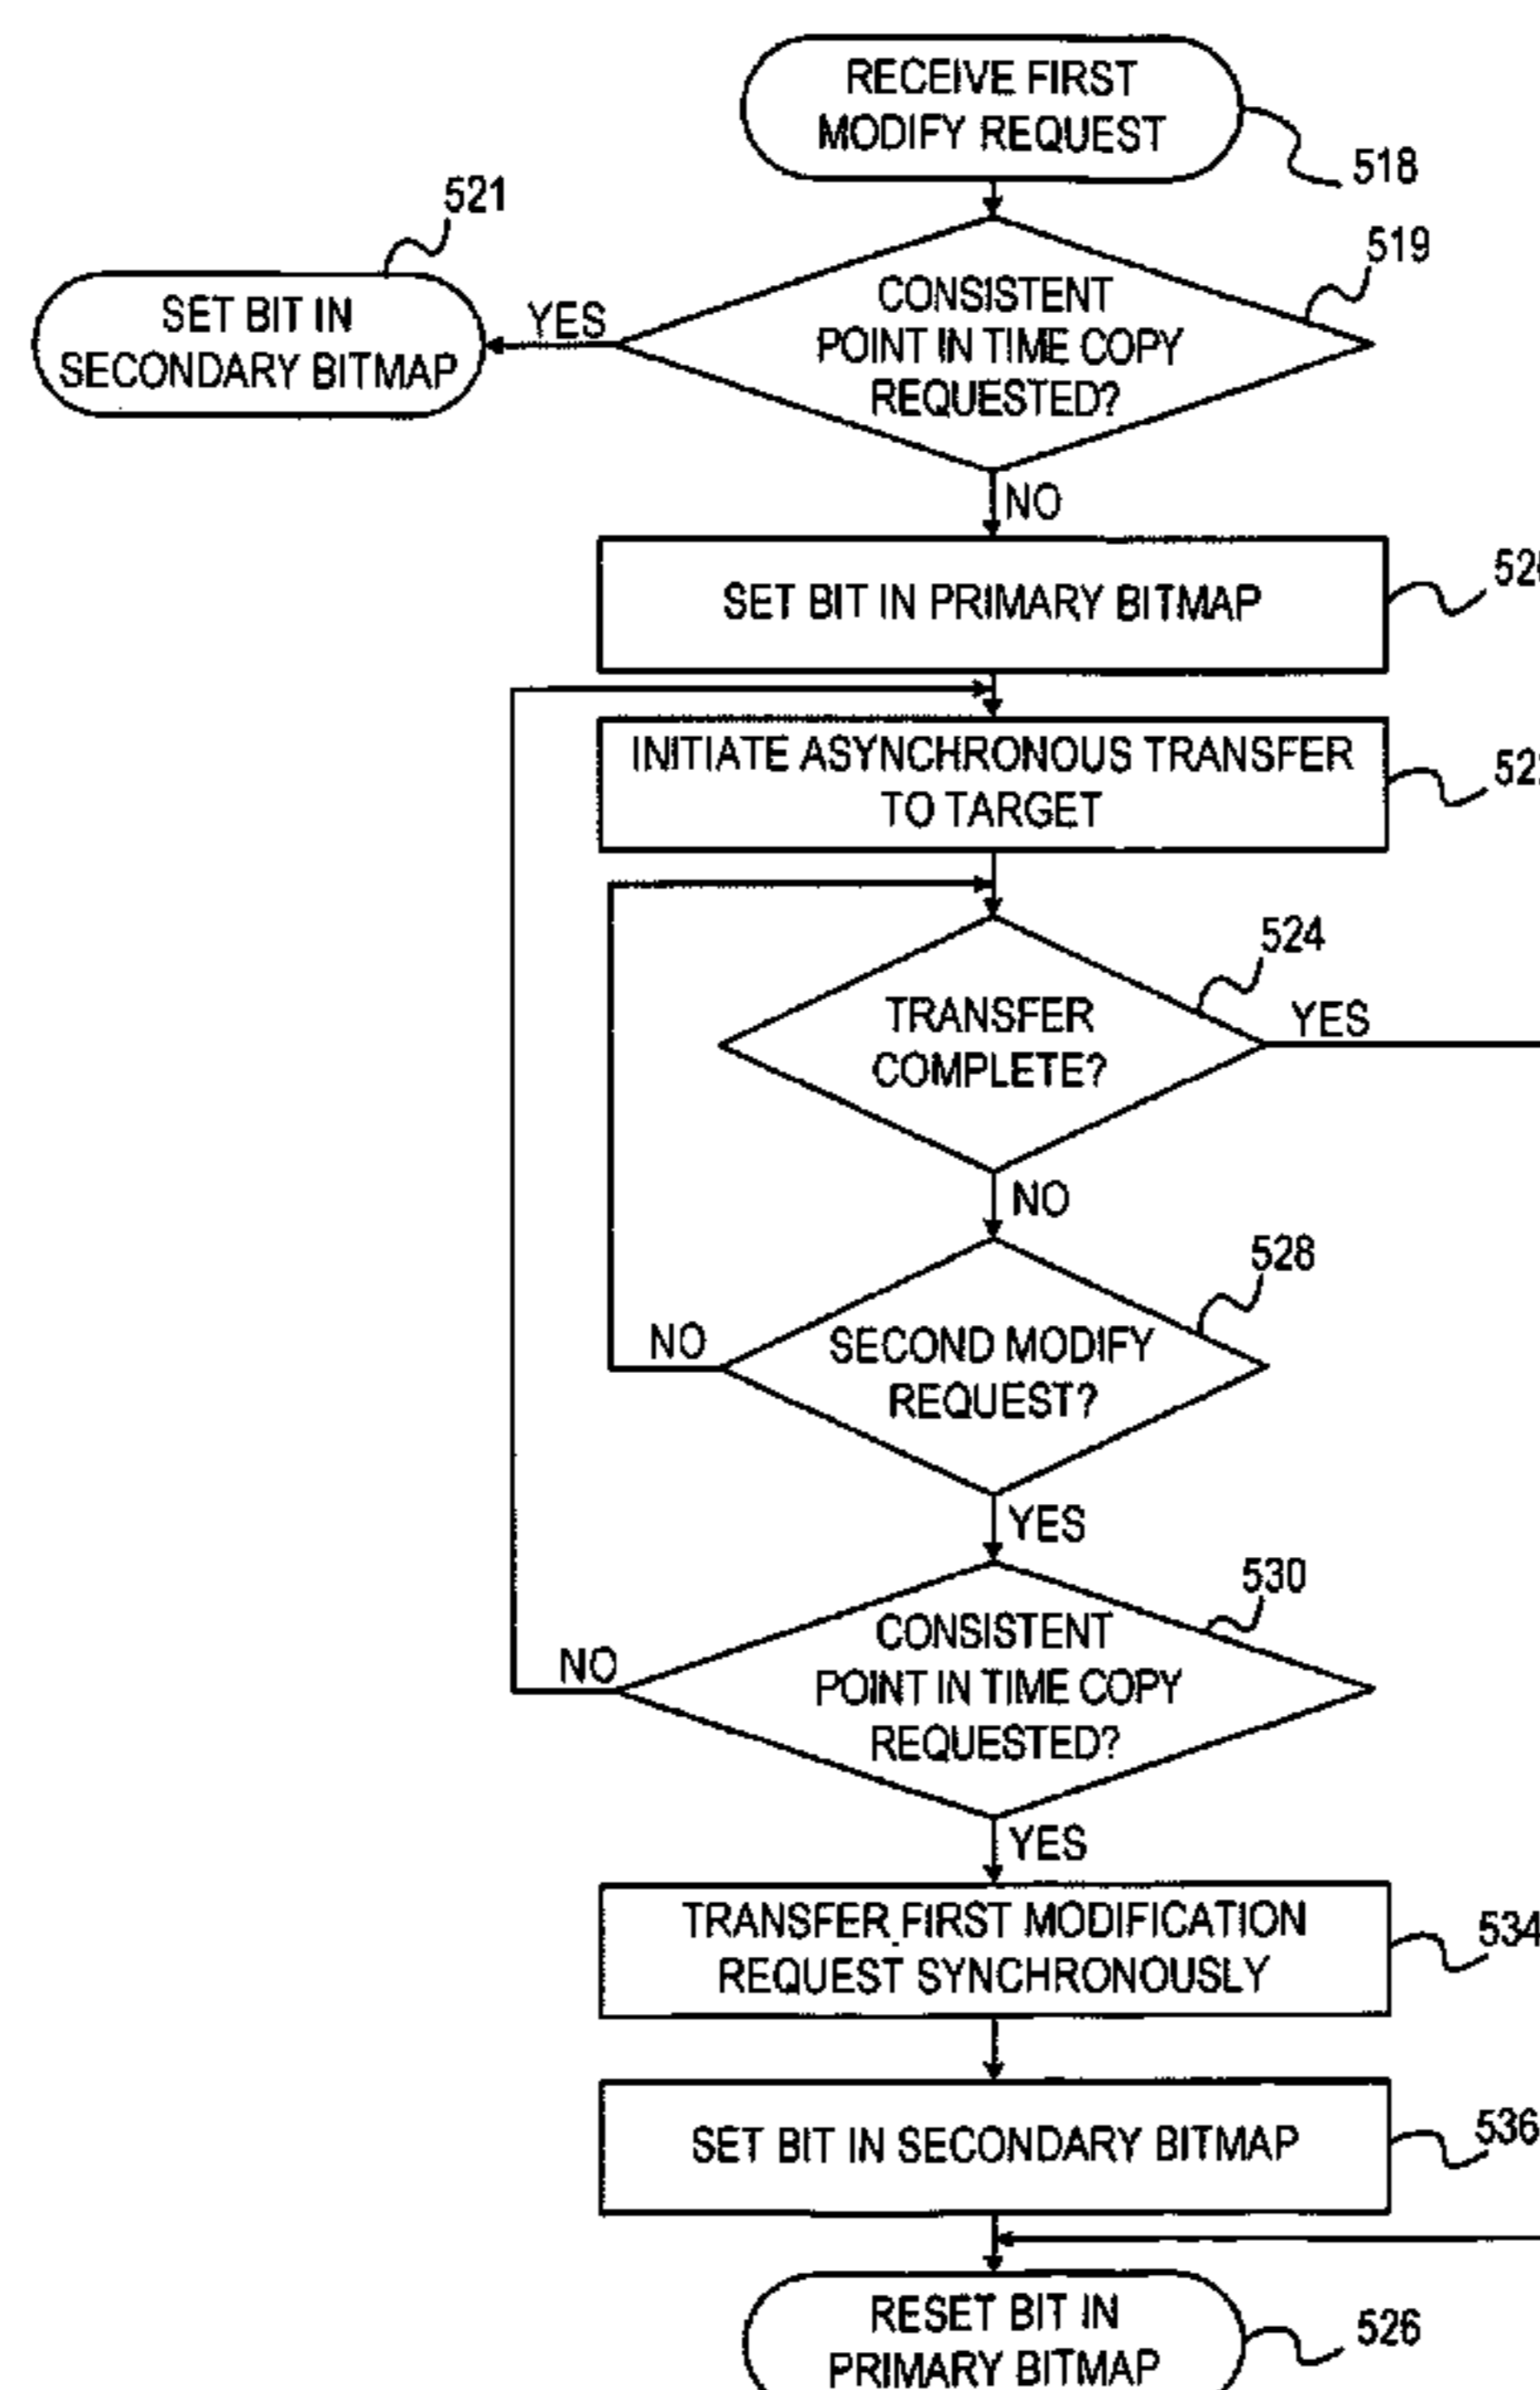 RECEIVE FIRST
MODIFY REQUEST
518
521
519
SET BIT IN
SECONDARY BITMAP
YES
CONSISTENT
POINT IN TIME COPY
REQUESTED?
NO
SET BIT IN PRIMARY BITMAP
INITIATE ASYNCHRONOUS TRANSFER
TO TARGET
524
TRANSFER
COMPLETE?
YES
NO
528
NO
SECOND MODIFY
REQUEST?
YES
530
NO
CONSISTENT
POINT IN TIME COPY
REQUESTED?
YES
TRANSFER FIRST MODIFICATION
REQUEST SYNCHRONOUSLY
534
SET BIT IN SECONDARY BITMAP
536
RESET BIT IN
PRIMARY BITMAP
526